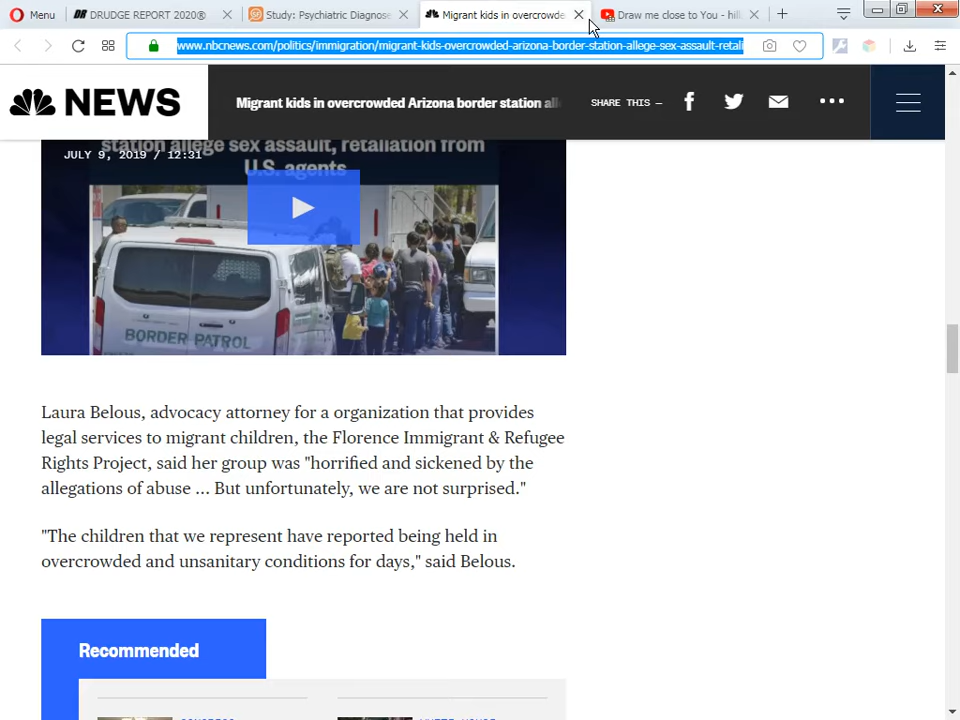 Menu
DRUDGE REPORT 2020®
Study: Psychiatric Diagnose
Migrant kids in overcrowde
Draw me close to You - hill
www.nbcnews.com/politics/immigration/migrant-kids-overcrowded-arizona-border-station-allege-sex-assault-retali
NEWS
Migrant kids in overcrowded Arizona border station all
SHARE THIS —
station allege sex assault, retaliation from
JULY 9, 2019 / 12:31
U.S. agents
BORDER PATROL
Laura Belous, advocacy attorney for a organization that provides
legal services to migrant children, the Florence Immigrant & Refugee
Rights Project, said her group was "horrified and sickened by the
allegations of abuse ... But unfortunately, we are not surprised."
"The children that we represent have reported being held in
overcrowded and unsanitary conditions for days," said Belous.
Recommended